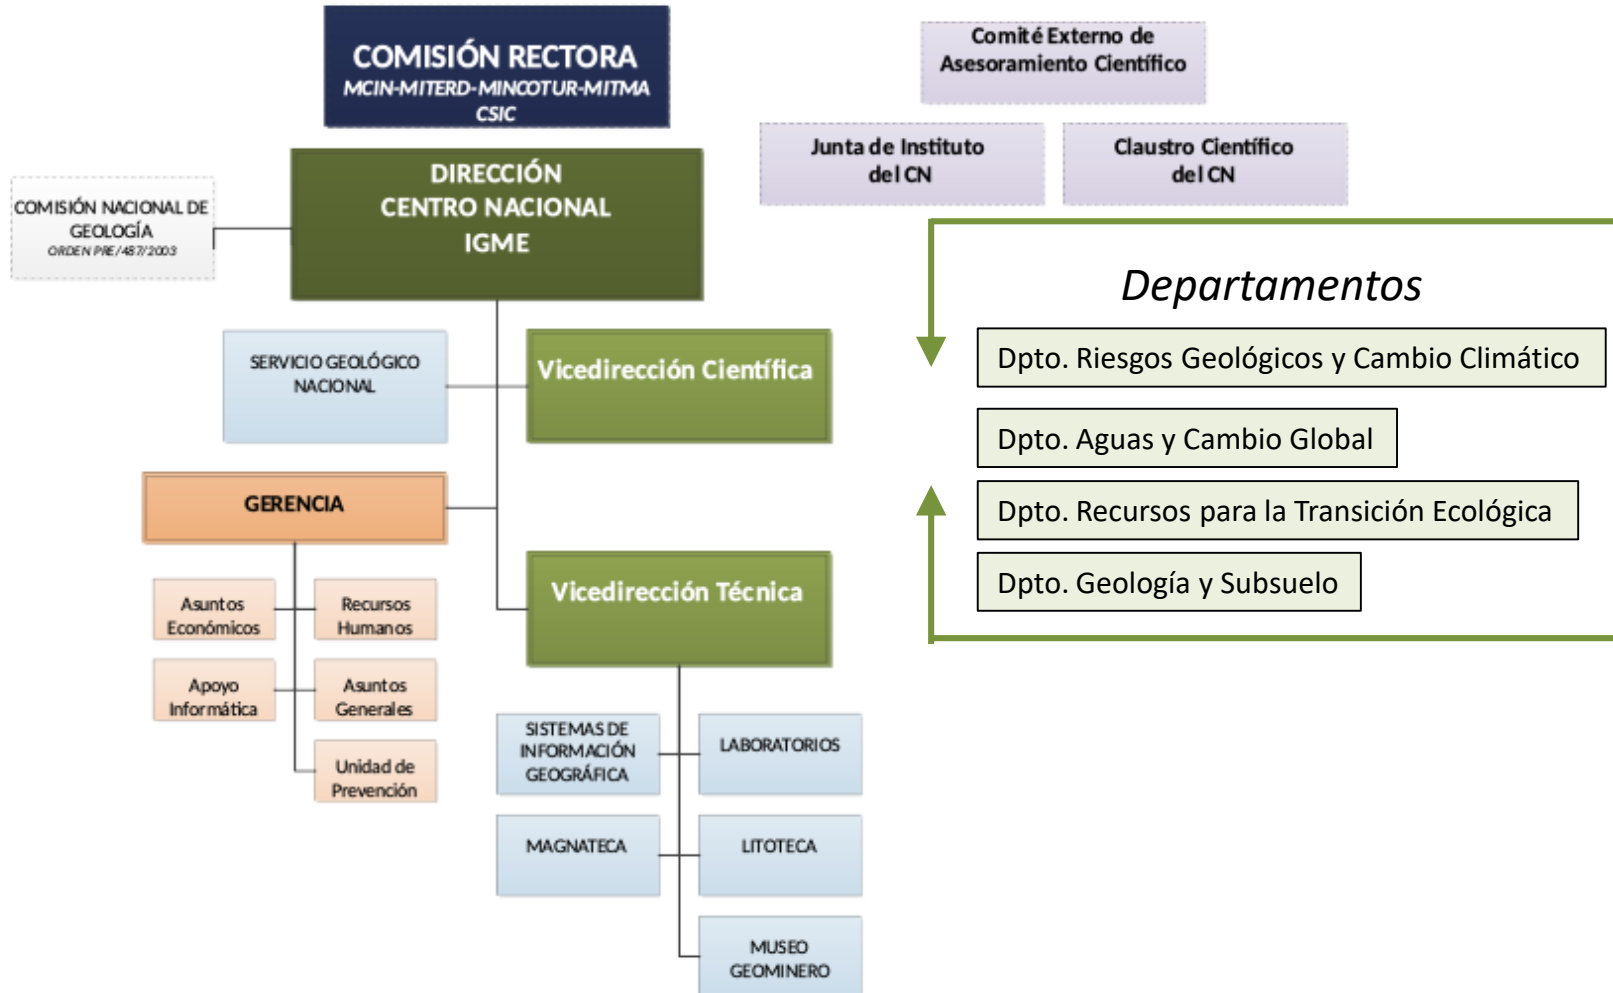 COMISIÓN RECTORA
MCIN-MITERD-MINCOTUR-MITMA
CSIC
Comité Externo de
Asesoramiento Científico
Junta de Instituto
del CN
Claustro Científico
del CN
DIRECCIÓN
CENTRO NACIONAL
IGME
COMISIÓN NACIONAL DE
GEOLOGÍA
ORDEN PRE/487/2003
Departamentos
Dpto. Riesgos Geológicos y Cambio Climático
Dpto. Aguas y Cambio Global
Dpto. Recursos para la Transición Ecológica
Dpto. Geología y Subsuelo
SERVICIO GEOLÓGICO
NACIONAL
Vicedirección Científica
GERENCIA
Vicedirección Técnica
Asuntos
Económicos
Recursos
Humanos
Apoyo
Informática
Asuntos
Generales
Unidad de
Prevención
SISTEMAS DE
INFORMACIÓN
GEOGRÁFICA
LABORATORIOS
MAGNATECA
LITOTECA
MUSEO
GEOMINERO